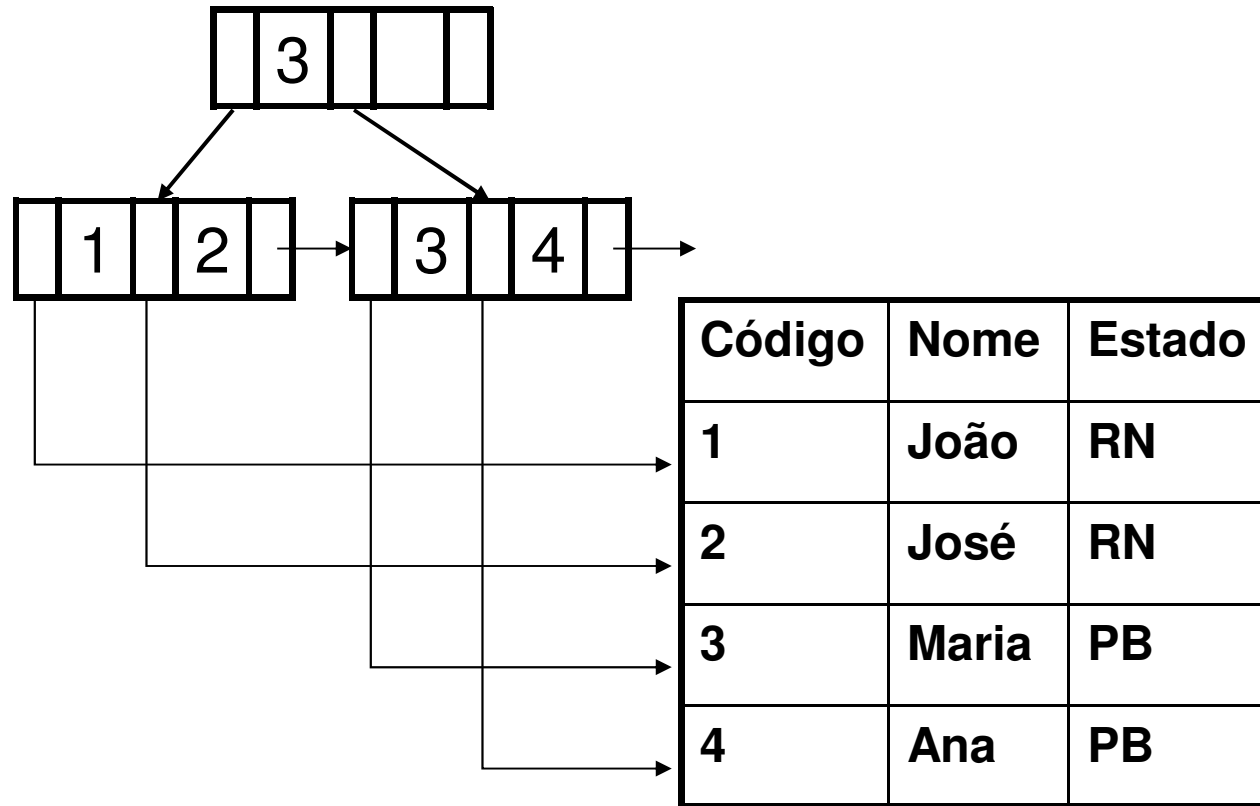 3
1 2 3 4
Código Nome Estado
1 João RN
2 José RN
3 Maria PB
4 Ana PB